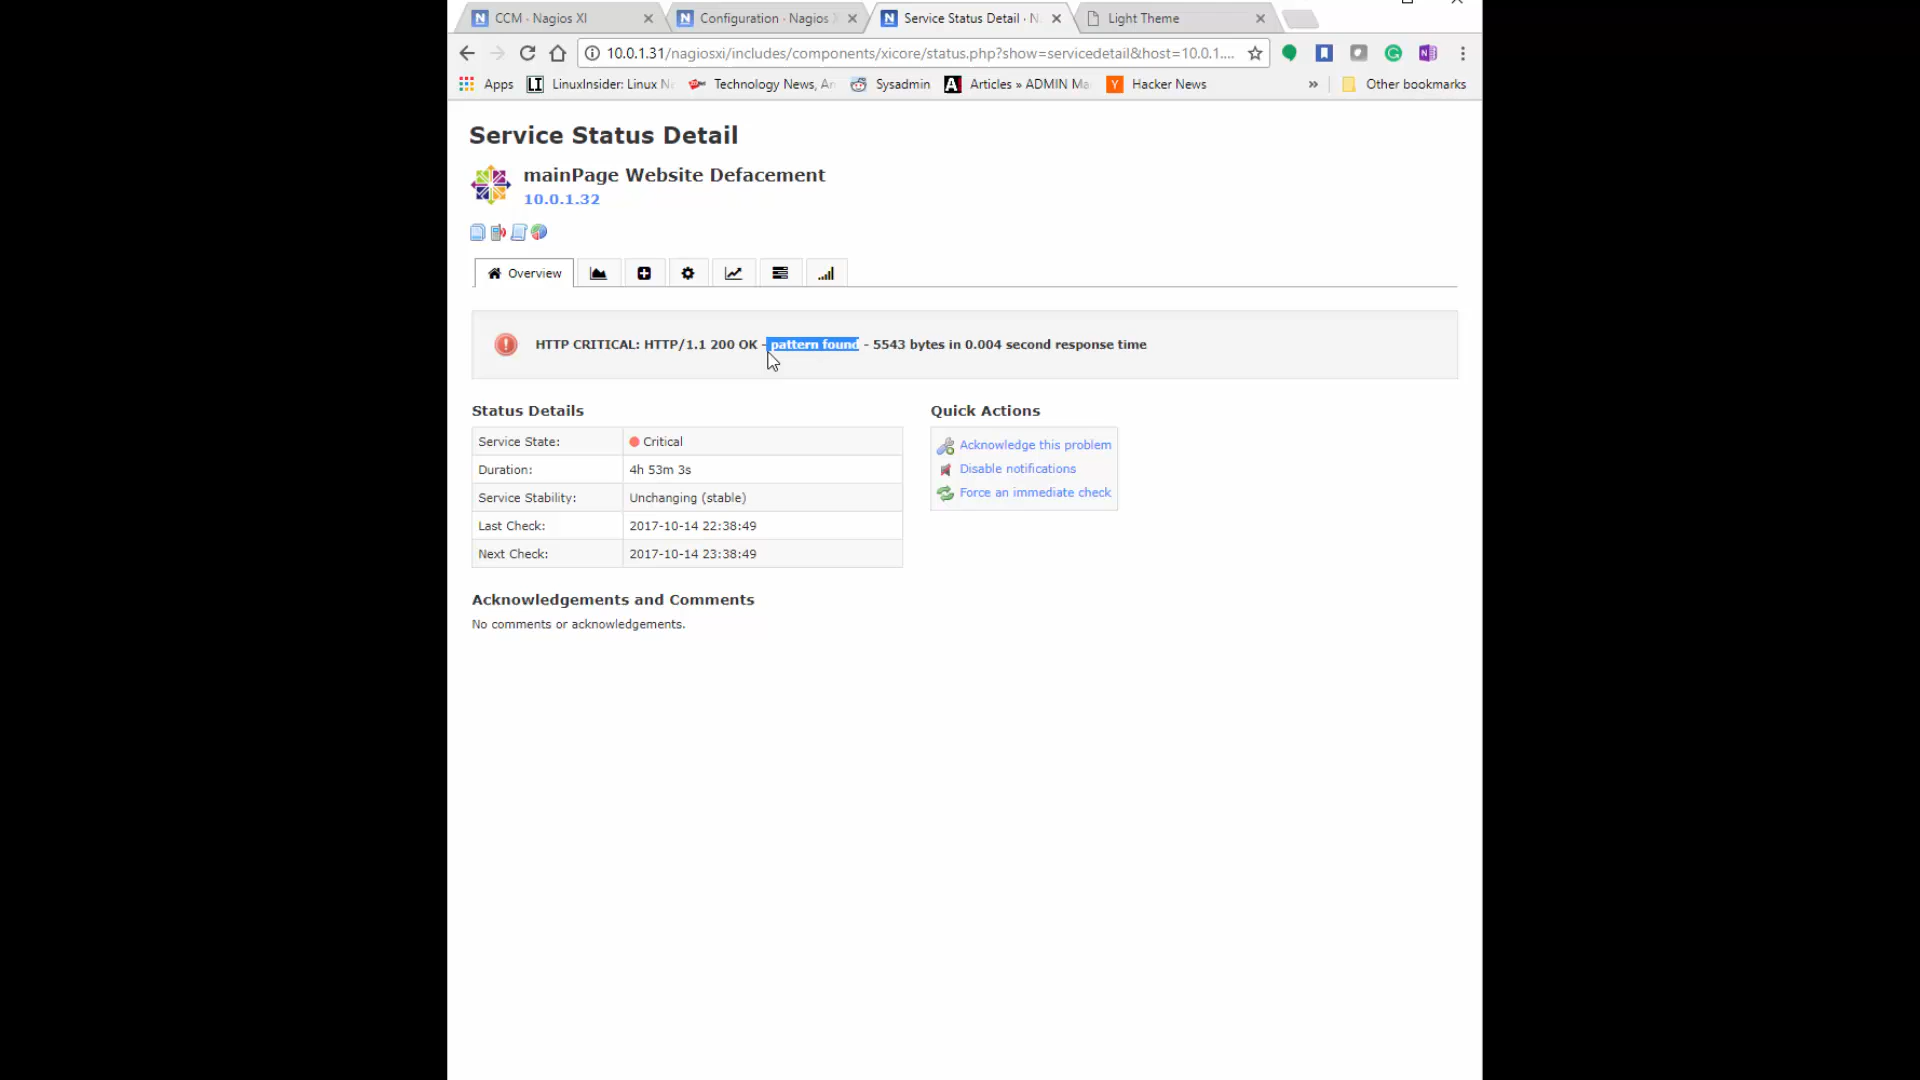 CCM · Nagios XI
Configuration · Nagios X
Service Status Detail · N
Light Theme
10.0.1.31/nagiosxi/includes/components/xicore/status.php?show=servicedetail&host=10.0.1....
Apps
LI
LinuxInsider: Linux N
Technology News, An
Sysadmin
A
Articles » ADMIN Ma
Y
Hacker News
»
Other bookmarks
Service Status Detail
mainPage Website Defacement
10.0.1.32
Overview
HTTP CRITICAL: HTTP/1.1 200 OK - pattern found - 5543 bytes in 0.004 second response time
Status Details
Service State: Critical
Duration: 4h 53m 3s
Service Stability: Unchanging (stable)
Last Check: 2017-10-14 22:38:49
Next Check: 2017-10-14 23:38:49
Quick Actions
Acknowledge this problem
Disable notifications
Force an immediate check
Acknowledgements and Comments
No comments or acknowledgements.